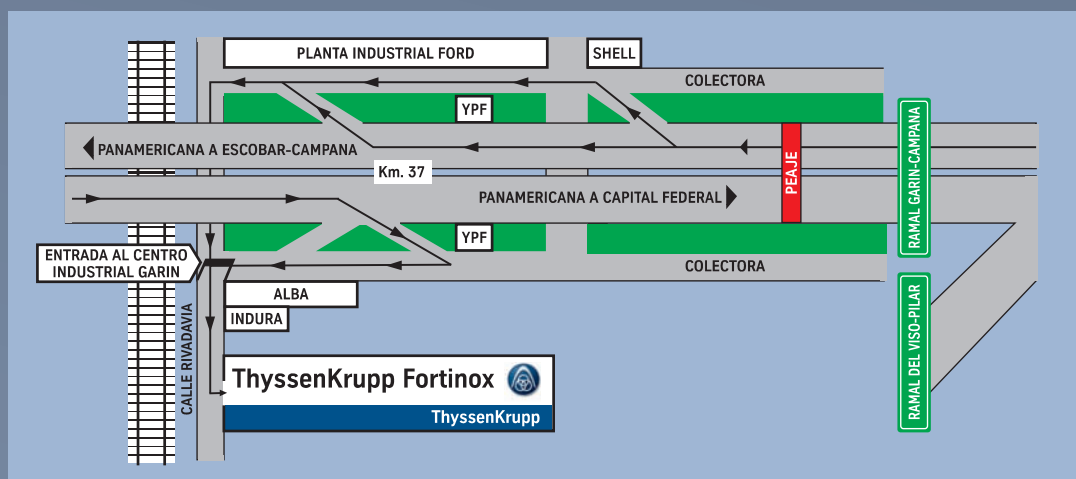 PLANTA INDUSTRIAL FORD
SHELL
COLECTORA
YPF
PANAMERICANA A ESCOBAR-CAMPANA
Km. 37
PEAJE
RAMAL GARIN-CAMPANA
PANAMERICANA A CAPITAL FEDERAL
YPF
ENTRADA AL CENTRO
INDUSTRIAL GARIN
COLECTORA
ALBA
INDURA
RAMAL DEL VISO-PILAR
CALLE RIVADAVIA
ThyssenKrupp Fortinox
ThyssenKrupp